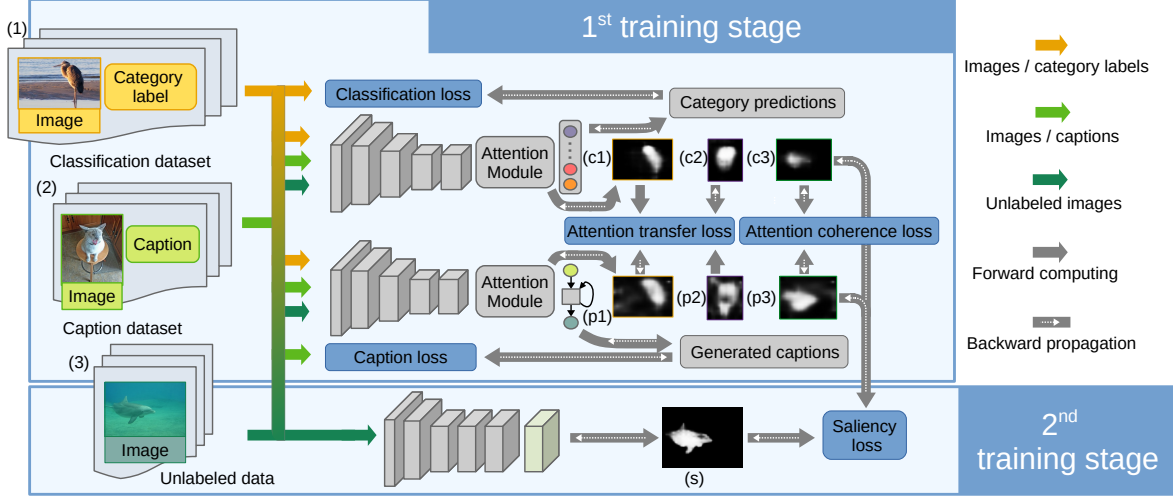 1st training stage
(1)
Category
label
Image
Classification dataset
Classification loss
Category predictions
Attention
Module
(c1)
(c2)
(c3)
(2)
Caption
Image
Caption dataset
Attention transfer loss
Attention coherence loss
Attention
Module
(p1)
(p2)
(p3)
Caption loss
Generated captions
(3)
Image
Unlabeled data
(s)
Saliency
loss
2nd
training stage
Images / category labels
Images / captions
Unlabeled images
Forward computing
Backward propagation